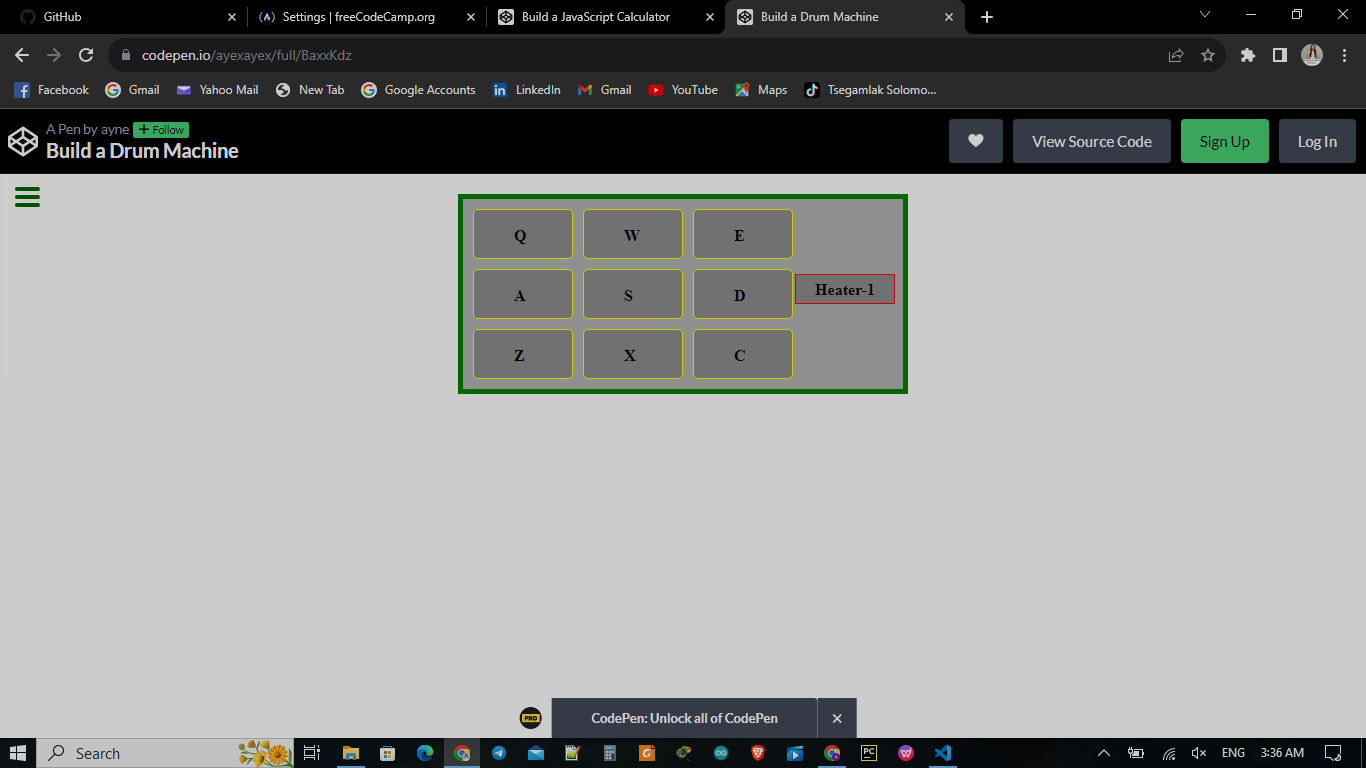 GitHub
Settings | freeCodeCamp.org
Build a JavaScript Calculator
Build a Drum Machine
codepen.io/ayexayex/full/BaxxKdz
Facebook
Gmail
Yahoo Mail
New Tab
Google Accounts
LinkedIn
Gmail
YouTube
Maps
Tsegamlak Solomo...
A Pen by ayne
+ Follow
Build a Drum Machine
View Source Code
Sign Up
Log In
Q W E
A S D
Heater-1
Z X C
PRO
CodePen: Unlock all of CodePen
Search
PC
ENG
3:36 AM